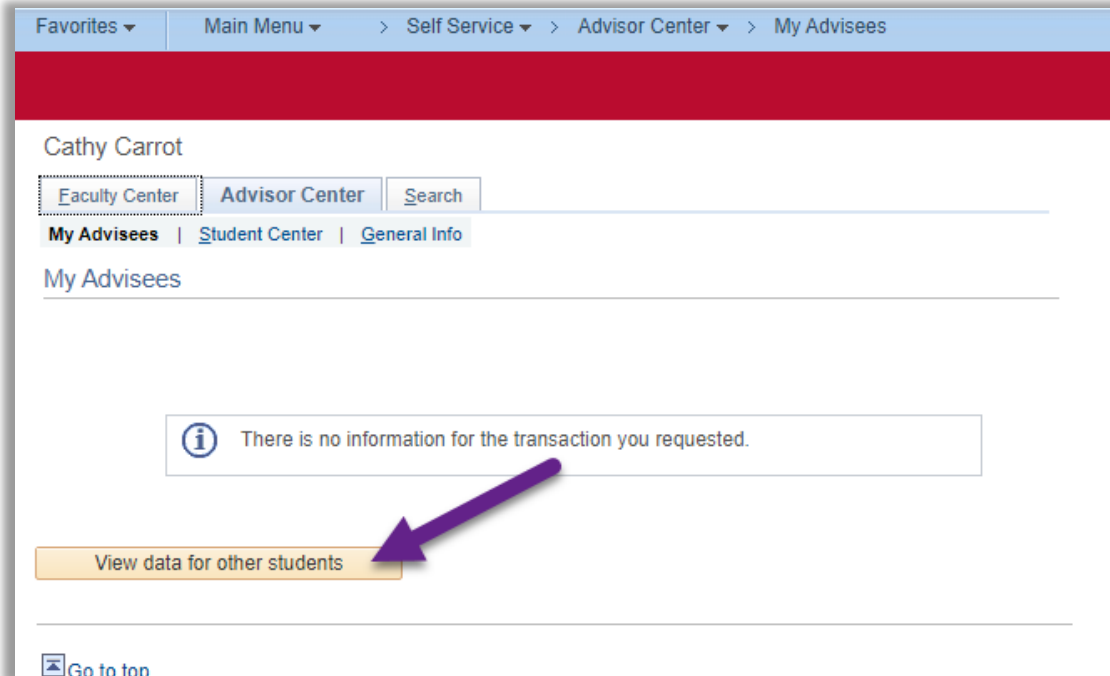 Favorites Main Menu > Self Service > Advisor Center > My Advisees
Cathy Carrot
Faculty Center Advisor Center Search
My Advisees | Student Center | General Info
My Advisees
There is no information for the transaction you requested.
View data for other students
Go to top